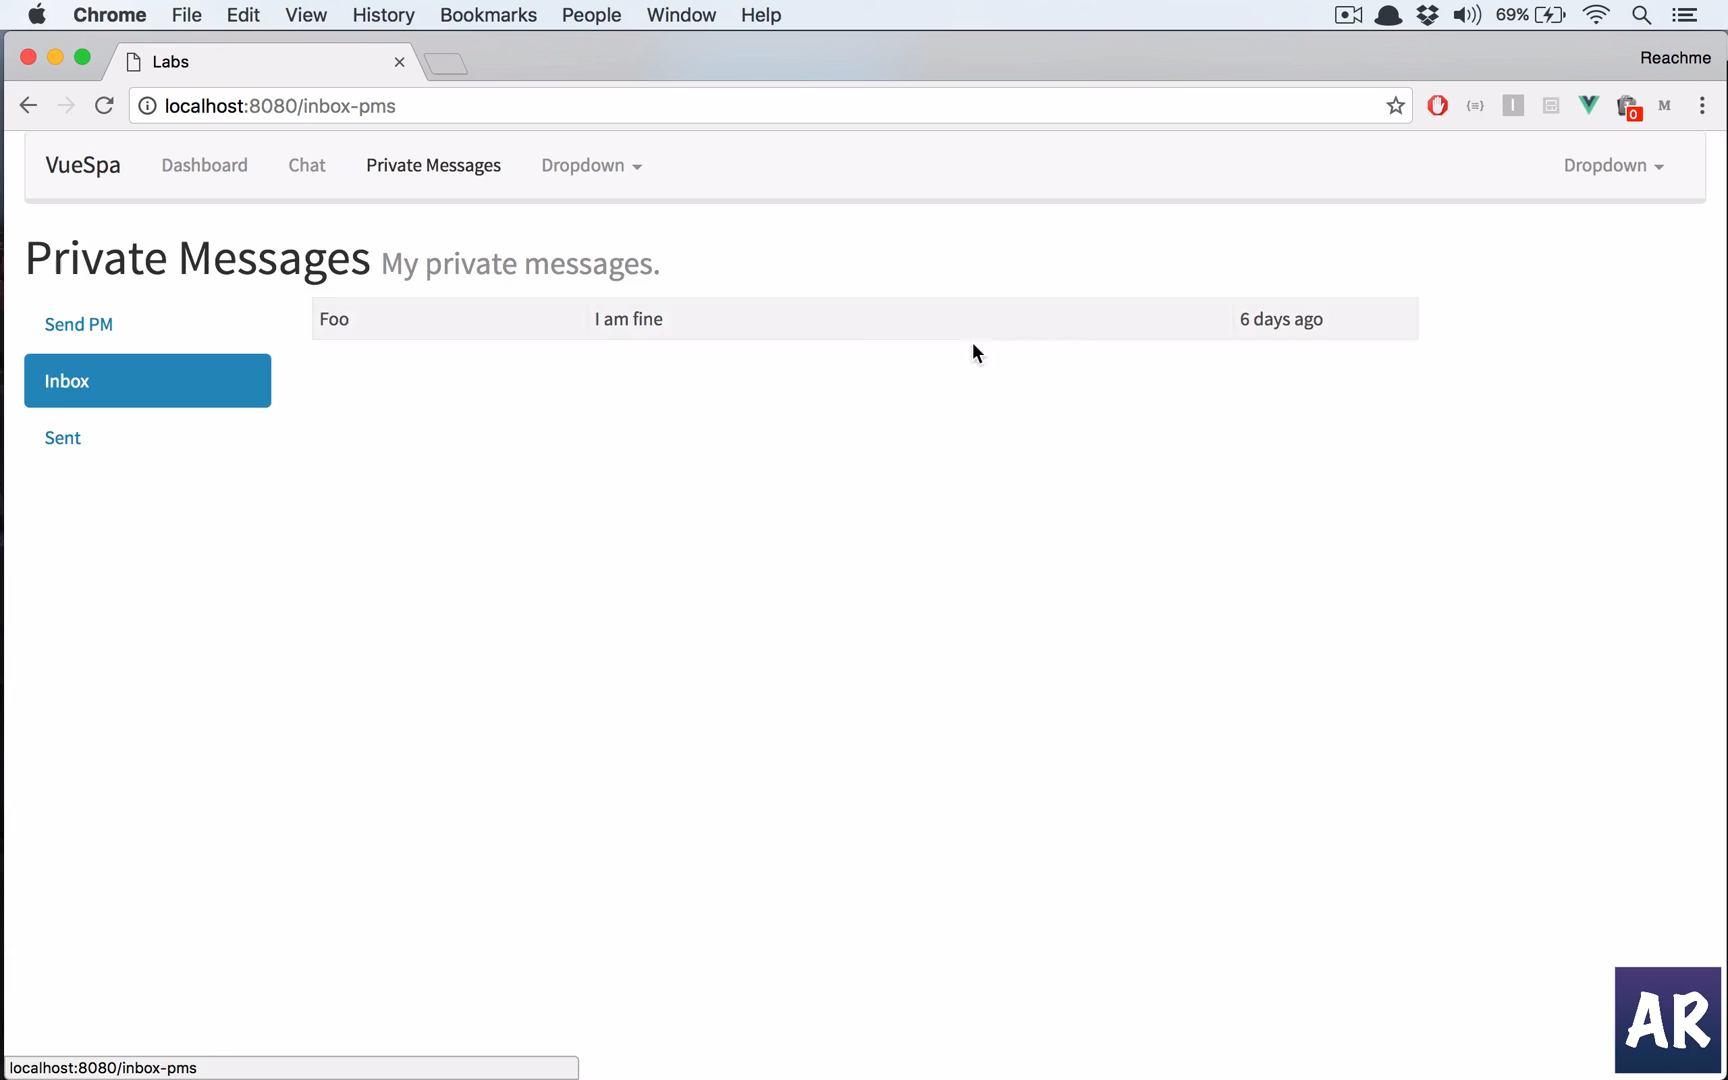 Chrome File Edit View History Bookmarks People Window Help 69%
Labs Reachme
localhost:8080/inbox-pms I 0 M
VueSpa Dashboard Chat Private Messages Dropdown Dropdown
Private Messages My private messages.
Send PM
Foo I am fine 6 days ago
Inbox
Sent
AR
localhost:8080/inbox-pms